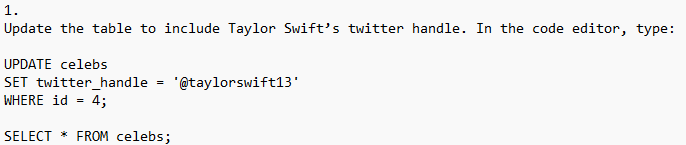 1.
Update the table to include Taylor Swift’s twitter handle. In the code editor, type:
UPDATE celebs
SET twitter_handle = '@taylorswift13'
WHERE id = 4;
SELECT * FROM celebs;